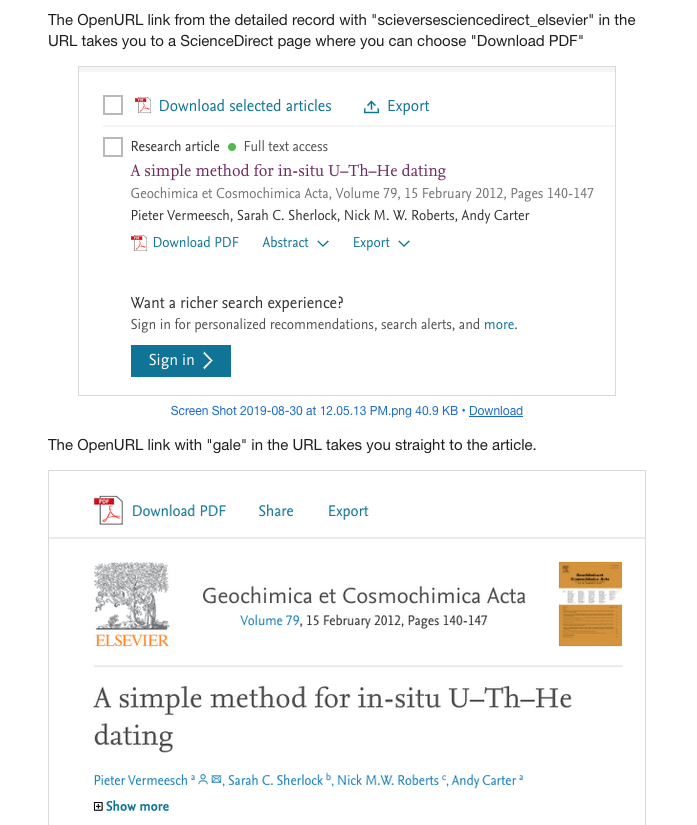 The OpenURL link from the detailed record with "scieversesciencedirect_elsevier" in the
URL takes you to a ScienceDirect page where you can choose "Download PDF"
Download selected articles Export
Research article Full text access
A simple method for in-situ U–Th–He dating
Geochimica et Cosmochimica Acta, Volume 79, 15 February 2012, Pages 140-147
Pieter Vermeesch, Sarah C. Sherlock, Nick M. W. Roberts, Andy Carter
Download PDF Abstract Export
Want a richer search experience?
Sign in for personalized recommendations, search alerts, and more.
Sign in
Screen Shot 2019-08-30 at 12.05.13 PM.png 40.9 KB • Download
The OpenURL link with "gale" in the URL takes you straight to the article.
PDF
Download PDF Share Export
ELSEVIER
Geochimica et Cosmochimica Acta
Volume 79, 15 February 2012, Pages 140-147
A simple method for in-situ U–Th–He
dating
Pieter Vermeesch a, Sarah C. Sherlock b, Nick M.W. Roberts c, Andy Carter a
Show more